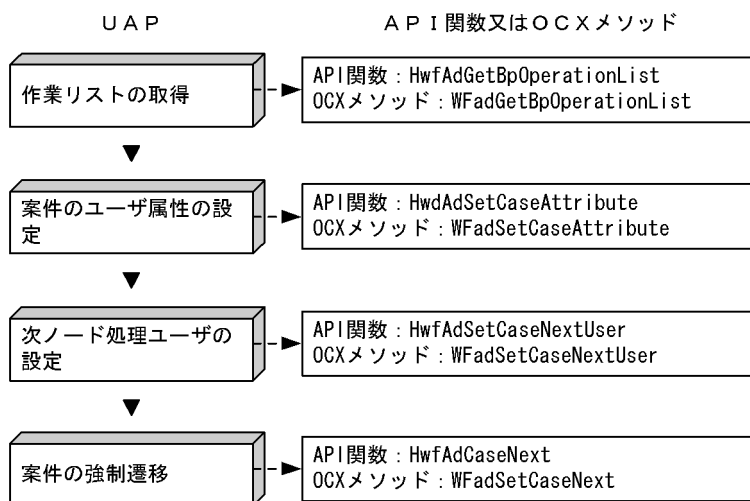 UAP
API関数又はOCXメソッド
作業リストの取得
API関数：HwfAdGetBpOperationList
OCXメソッド：WFadGetBpOperationList
案件のユーザ属性の設
定
API関数：HwdAdSetCaseAttribute
OCXメソッド：WFadSetCaseAttribute
次ノード処理ユーザの
設定
API関数：HwfAdSetCaseNextUser
OCXメソッド：WFadSetCaseNextUser
案件の強制遷移
API関数：HwfAdCaseNext
OCXメソッド：WFadSetCaseNext